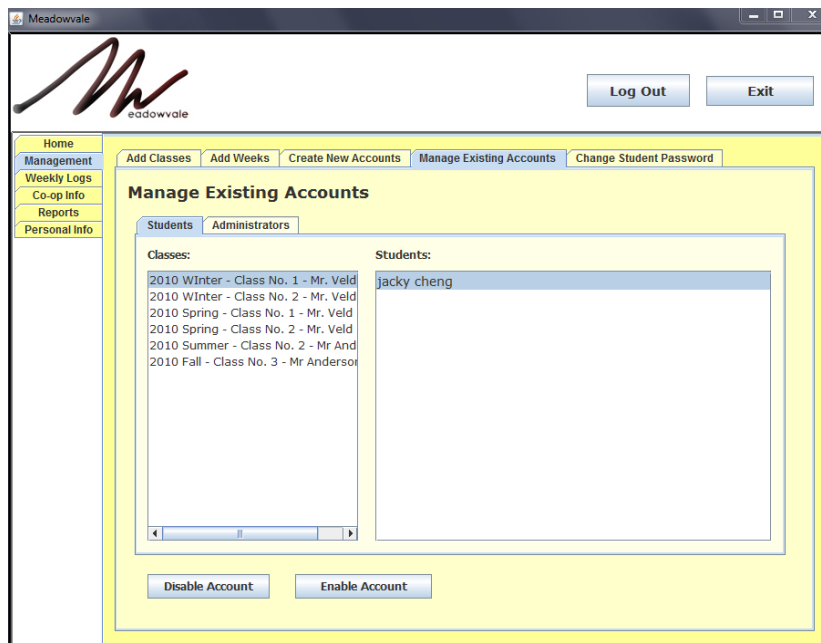 Meadowvale
eadowvale
Log Out
Exit
Home
Management
Weekly Logs
Co-op Info
Reports
Personal Info
Add Classes
Add Weeks
Create New Accounts
Manage Existing Accounts
Change Student Password
Manage Existing Accounts
Students
Administrators
Classes:
Students:
2010 WInter - Class No. 1 - Mr. Veld
2010 WInter - Class No. 2 - Mr. Veld
2010 Spring - Class No. 1 - Mr. Veld
2010 Spring - Class No. 2 - Mr. Veld
2010 Summer - Class No. 2 - Mr And
2010 Fall - Class No. 3 - Mr Anderson
jacky cheng
Disable Account
Enable Account